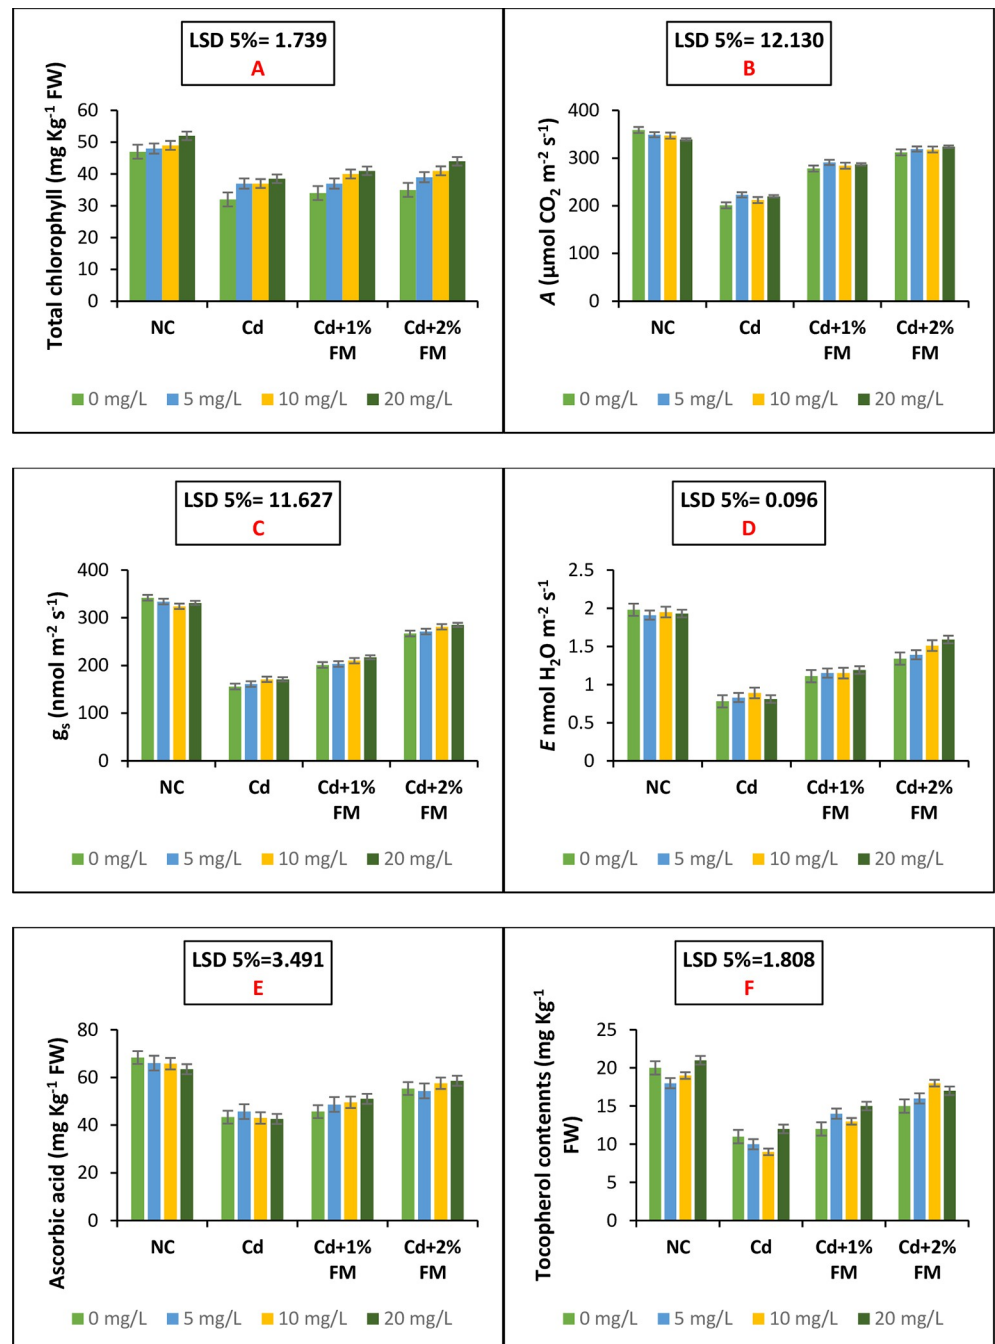 LSD 5%= 1.739
A
Total chlorophyll (mg Kg⁻¹ FW)
60
50
40
30
20
10
0
NC Cd Cd+1% FM Cd+2% FM
0 mg/L 5 mg/L 10 mg/L 20 mg/L
LSD 5%= 12.130
B
A (µmol CO₂ m⁻² s⁻¹)
400
300
200
100
0
NC Cd Cd+1% FM Cd+2% FM
0 mg/L 5 mg/L 10 mg/L 20 mg/L
LSD 5%= 11.627
C
gₛ (nmol m⁻² s⁻¹)
400
300
200
100
0
NC Cd Cd+1% FM Cd+2% FM
0 mg/L 5 mg/L 10 mg/L 20 mg/L
LSD 5%= 0.096
D
E nmol H₂O m⁻² s⁻¹
2.5
2
1.5
1
0.5
0
NC Cd Cd+1% FM Cd+2% FM
0 mg/L 5 mg/L 10 mg/L 20 mg/L
LSD 5%=3.491
E
Ascorbic acid (mg Kg⁻¹ FW)
80
60
40
20
0
NC Cd Cd+1% FM Cd+2% FM
0 mg/L 5 mg/L 10 mg/L 20 mg/L
LSD 5%=1.808
F
Tocopherol contennts (mg Kg⁻¹
FW)
25
20
15
10
5
0
NC Cd Cd+1% FM Cd+2% FM
0 mg/L 5 mg/L 10 mg/L 20 mg/L